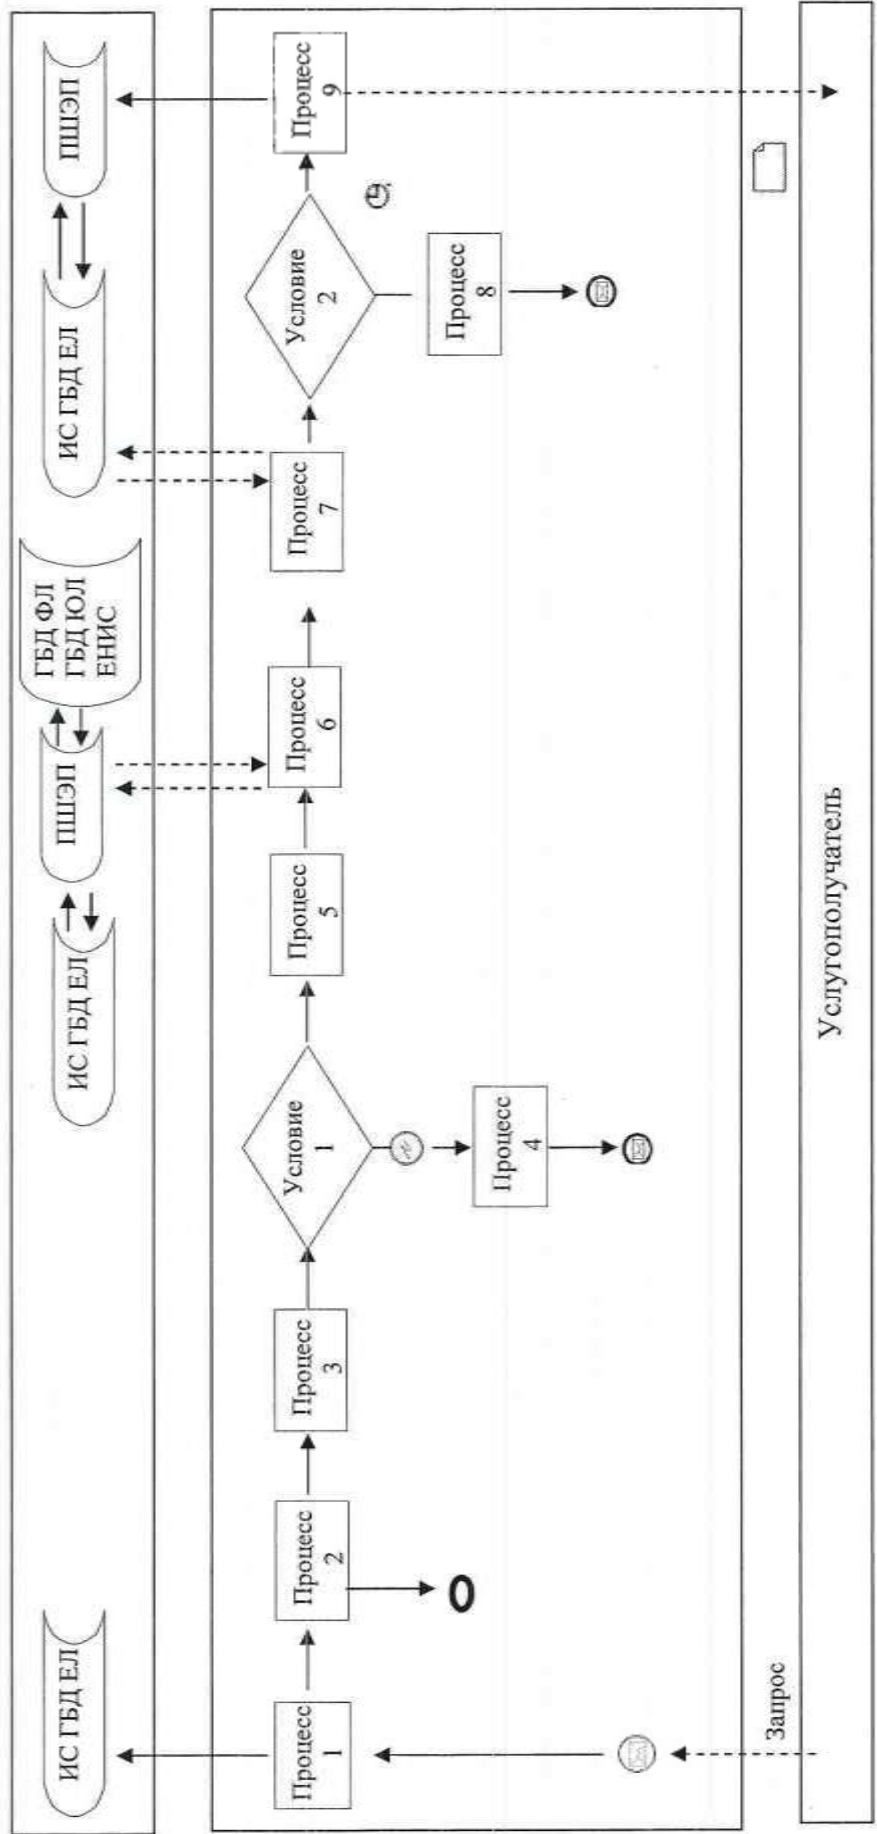 ИС ГБД ЕЛ
ИС ГБД ЕЛ
ПШЭП
ГБД ФЛ
ГБД ЮЛ
ЕНИС
ИС ГБД ЕЛ
ПШЭП
Процесс
1
Процесс
2
Процесс
3
Условие
1
Процесс
4
Процесс
5
Процесс
6
Процесс
7
Условие
2
Процесс
8
Процесс
9
Запрос
Услугополучатель